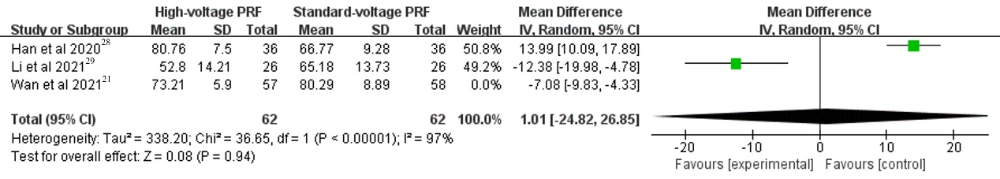 High-voltage PRF Standard-voltage PRF Mean Difference Mean Difference
Study or Subgroup Mean SD Total Mean SD Total Weight IV, Random, 95% CI IV, Random, 95% CI
Han et al 2020²⁸ 80.76 7.5 36 66.77 9.28 36 50.8% 13.99 [10.09, 17.89]
Li et al 2021²⁹ 52.8 14.21 26 65.18 13.73 26 49.2% -12.38 [-19.98, -4.78]
Wan et al 2021²¹ 73.21 5.9 57 80.29 8.89 58 0.0% -7.08 [-9.83, -4.33]
Total (95% CI) 62 62 100.0% 1.01 [-24.82, 26.85]
Heterogeneity: Tau² = 338.20; Chi² = 36.65, df = 1 (P < 0.00001); I² = 97%
Test for overall effect: Z = 0.08 (P = 0.94)
-20 -10 0 10 20
Favours [experimental] Favours [control]